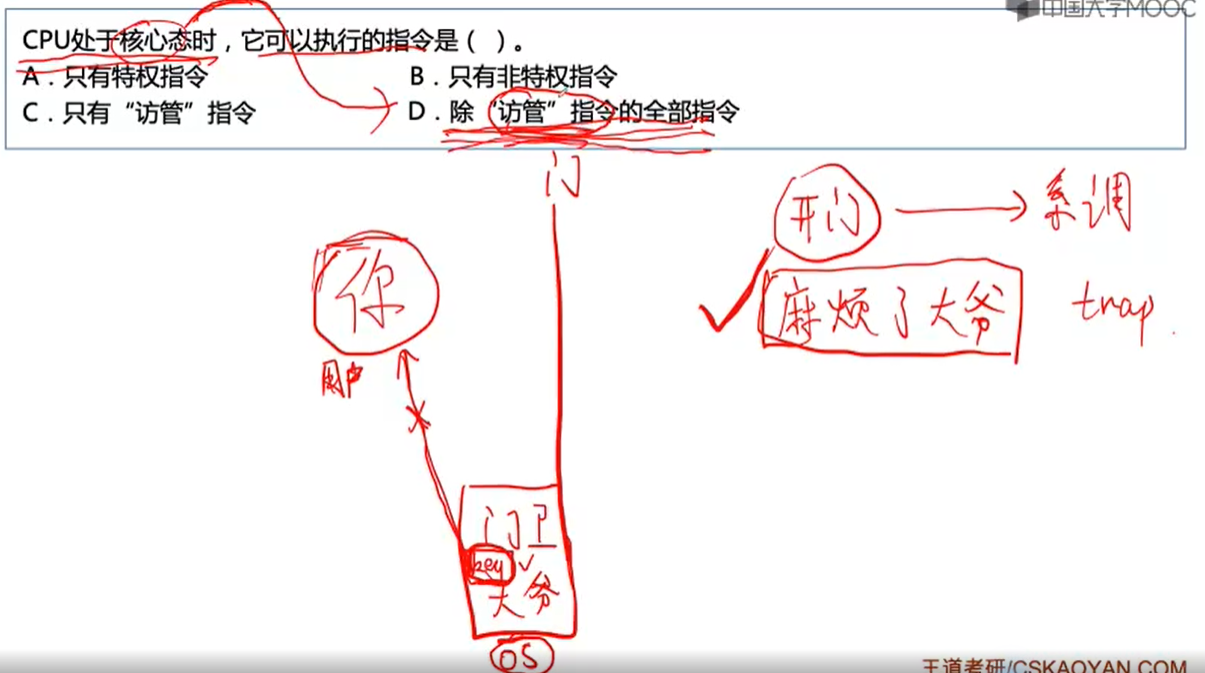 中国大学MOOC
CPU处于核心态时，它可以执行的指令是（ ）。
A．只有特权指令 B．只有非特权指令
C．只有“访管”指令 D．除“访管”指令的全部指令
门
开门 系调
你
麻烦了大爷 trap
用户
门卫
key
大爷
OS
王道考研/CSKAOYAN.COM